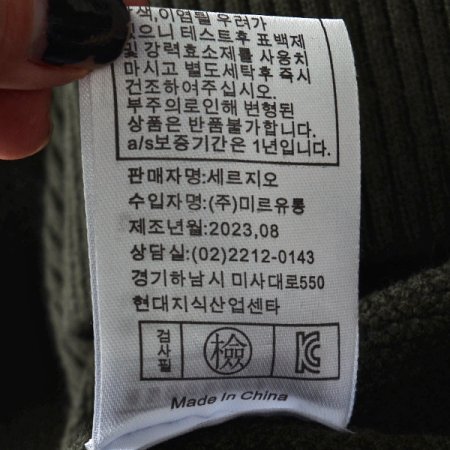 색,이염될 우려가
있으니 테스트후 표백제
및 강력효소제를 사용치
마시고 별도세탁후 즉시
건조하여주십시오.
부주의로인해 변형된
상품은 반품불가합니다.
a/s보증기간은 1년입니다.
판매자명:세르지오
수입자명:(주)미르유통
제조년월:2023,08
상담실:(02)2212-0143
경기하남시 미사대로550
현대지식산업센타
검사필 檢 KC
Made In China